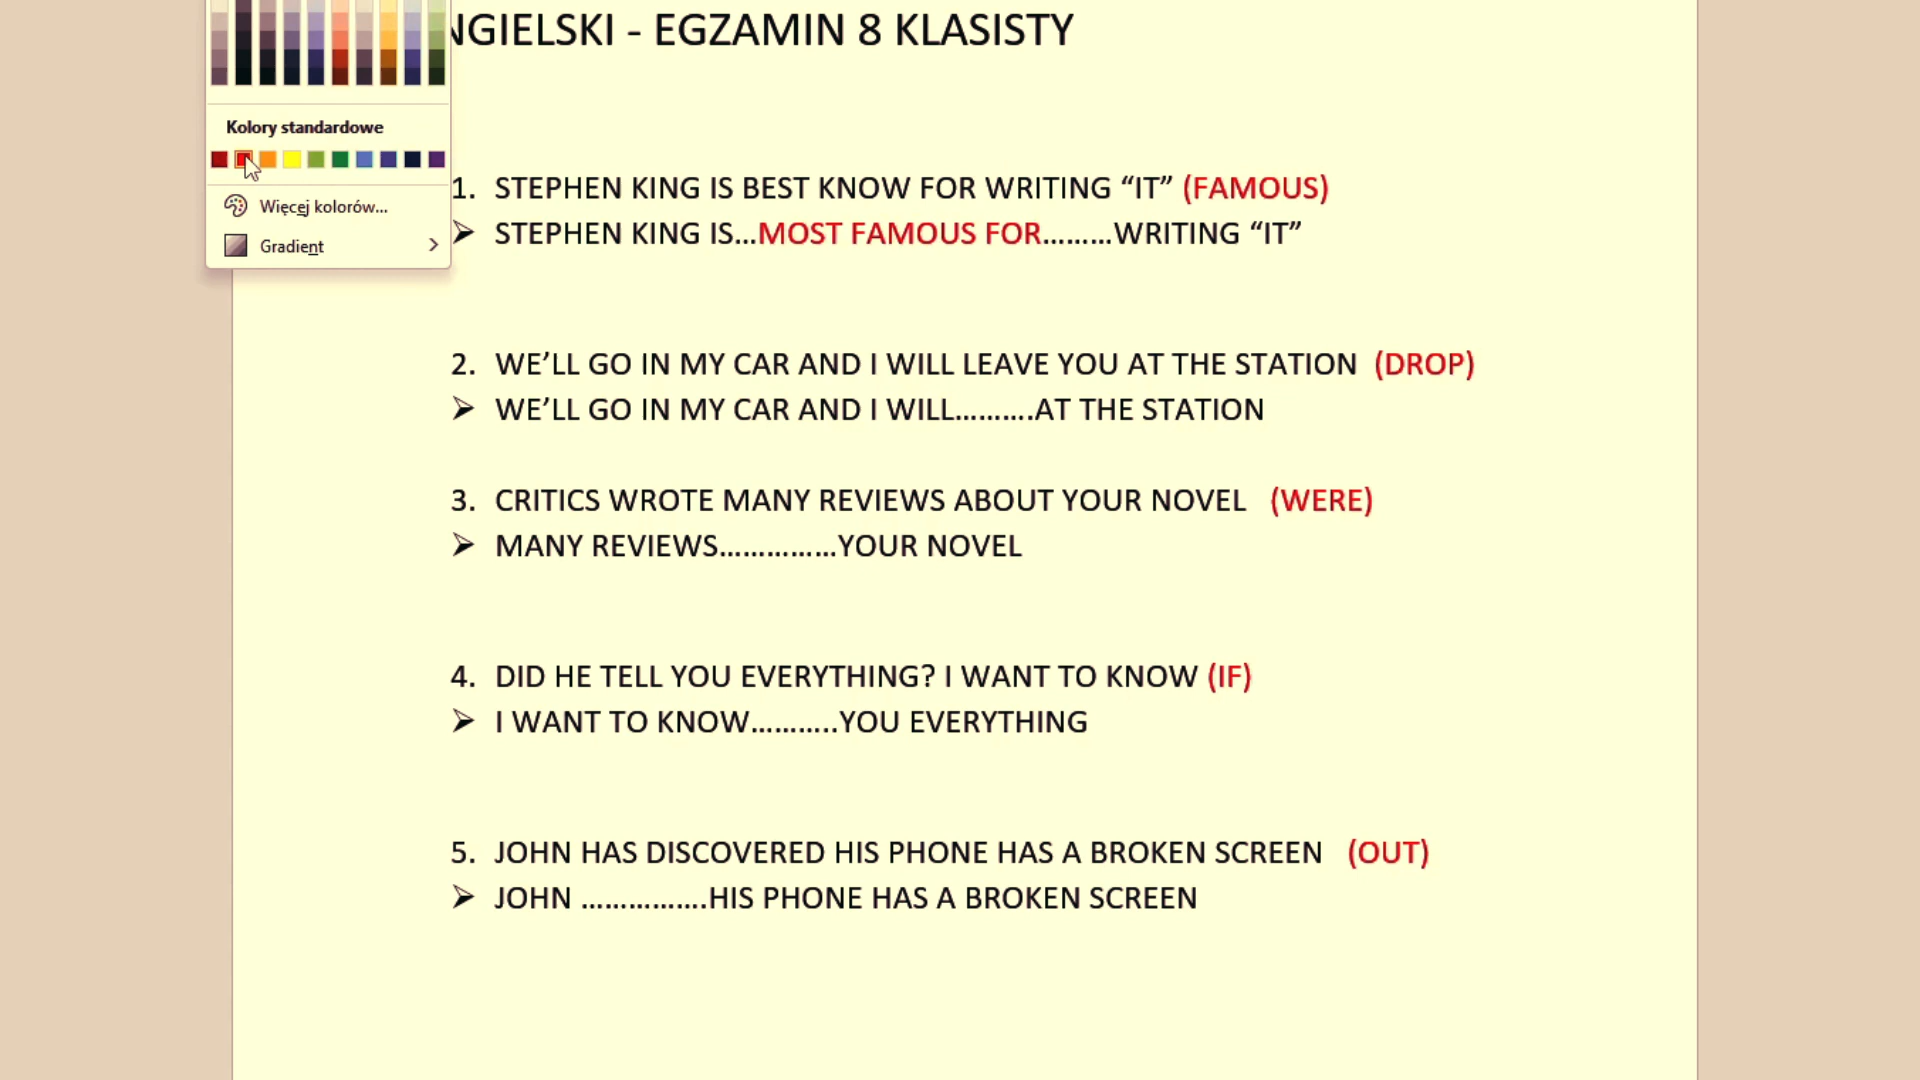 NGIELSKI - EGZAMIN 8 KLASISTY
Kolory standardowe
Więcej kolorów...
Gradient
1. STEPHEN KING IS BEST KNOW FOR WRITING “IT” (FAMOUS)
➢ STEPHEN KING IS...MOST FAMOUS FOR.........WRITING “IT”
2. WE’LL GO IN MY CAR AND I WILL LEAVE YOU AT THE STATION (DROP)
➢ WE’LL GO IN MY CAR AND I WILL..........AT THE STATION
3. CRITICS WROTE MANY REVIEWS ABOUT YOUR NOVEL (WERE)
➢ MANY REVIEWS...............YOUR NOVEL
4. DID HE TELL YOU EVERYTHING? I WANT TO KNOW (IF)
➢ I WANT TO KNOW...........YOU EVERYTHING
5. JOHN HAS DISCOVERED HIS PHONE HAS A BROKEN SCREEN (OUT)
➢ JOHN ................HIS PHONE HAS A BROKEN SCREEN